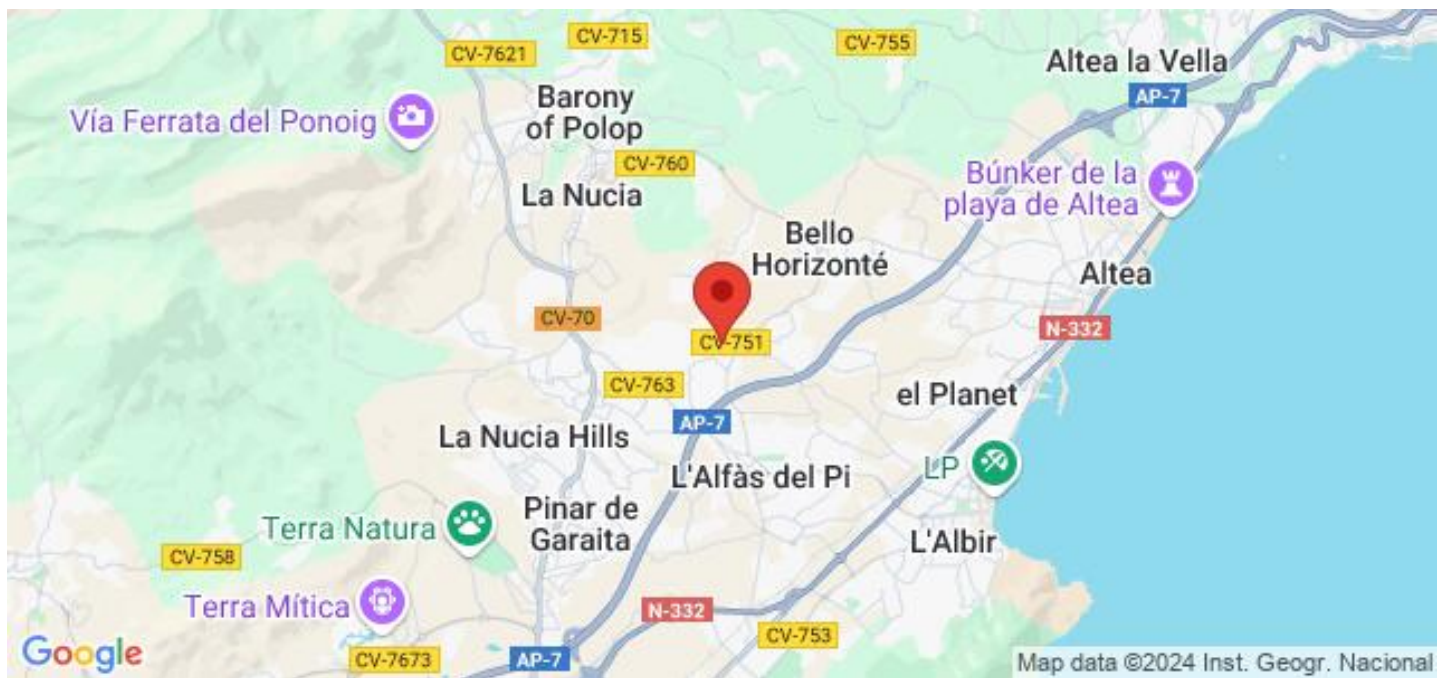 CV-715
CV-755
CV-7621
Altea la Vella
AP-7
Barony
of Polop
Vía Ferrata del Ponoig
CV-760
La Nucia
Búnker de la
playa de Altea
Bello
Horizonté
Altea
CV-70
N-332
CV-751
CV-763
el Planet
AP-7
La Nucia Hills
LP
L'Alfàs del Pi
Pinar de
Garaita
Terra Natura
L'Albir
CV-758
Terra Mítica
N-332
CV-753
Google
CV-7673
AP-7
Map data ©2024 Inst. Geogr. Nacional